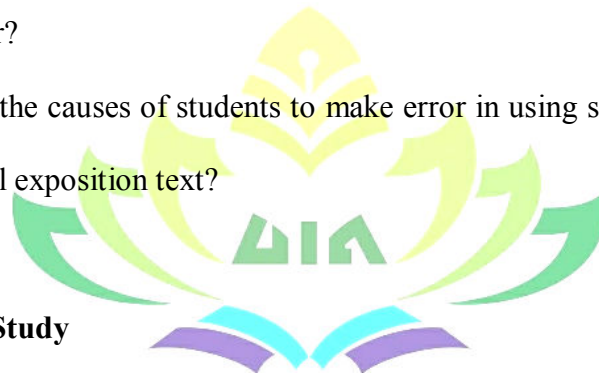 r?
the causes of students to make error in using s
l exposition text?
UIN
Study